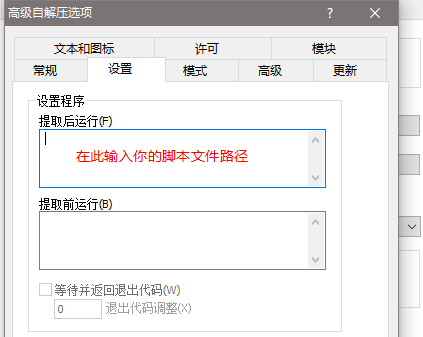 高级自解压选项
文本和图标 许可 模块
常规 设置 模式 高级 更新
设置程序
提取后运行(F)
在此输入你的脚本文件路径
提取前运行(B)
等待并返回退出代码(W)
0 退出代码调整(X)